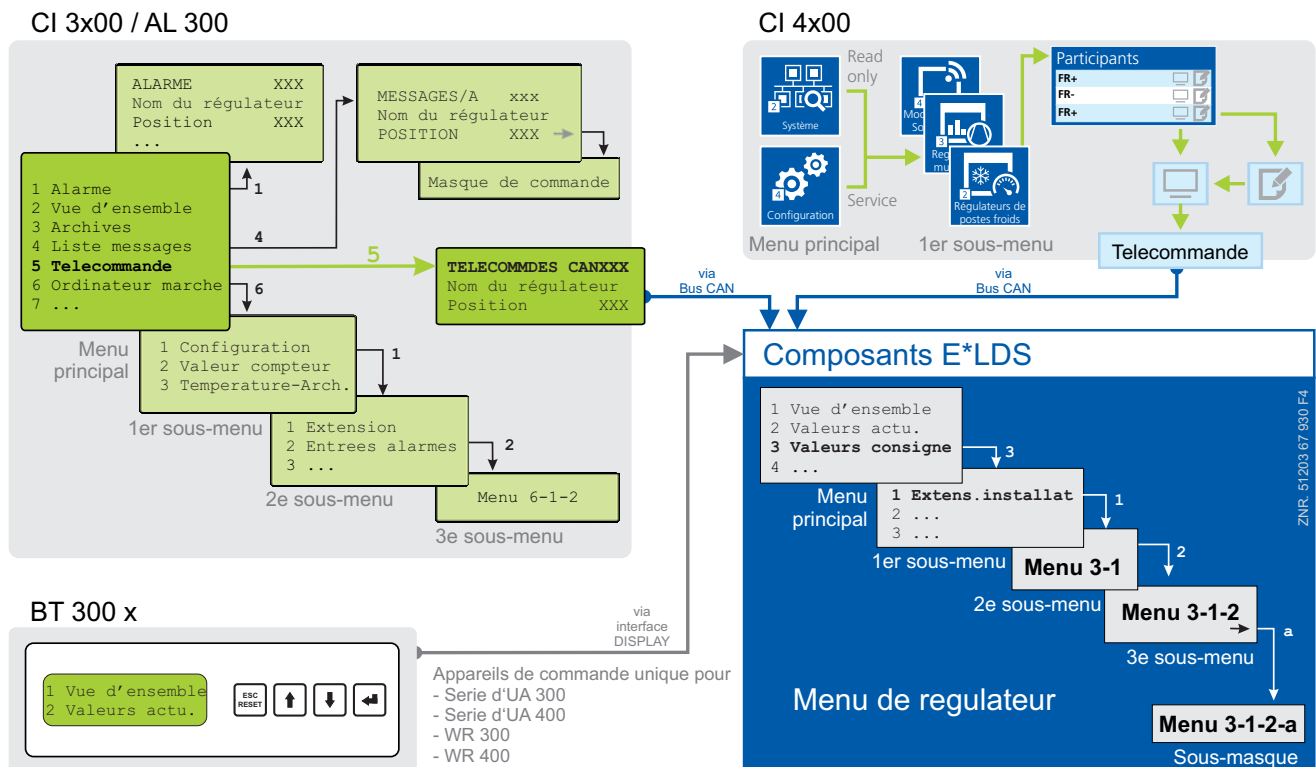 CI 3x00 / AL 300
ALARME XXX
Nom du régulateur
Position XXX
...
MESSAGES/A xxx
Nom du régulateur
POSITION XXX
Masque de commande
1 Alarme
2 Vue d'ensemble
3 Archives
4 Liste messages
5 Telecommande
6 Ordinateur marche
7 ...
1
4
5
6
TELECOMMDES CANXXX
Nom du régulateur
Position XXX
Menu
principal
1 Configuration
2 Valeur compteur
3 Temperature-Arch.
1
1er sous-menu
1 Extension
2 Entrees alarmes
3 ...
2
2e sous-menu
Menu 6-1-2
3e sous-menu
CI 4x00
2
Système
Read
only
4
Configuration
Service
Menu principal
4
Mod
So
3
Reg
mu
2
Régulateurs de
postes froids
1er sous-menu
Participants
FR+
FR-
FR+
Telecommande
via
Bus CAN
via
Bus CAN
Composants E*LDS
1 Vue d'ensemble
2 Valeurs actu.
3 Valeurs consigne
4 ...
3
Menu
principal
1 Extens.installat
2 ...
3 ...
1
1er sous-menu
Menu 3-1
2
2e sous-menu
Menu 3-1-2
a
3e sous-menu
Menu de regulateur
Menu 3-1-2-a
Sous-masque
ZNR. 51203 67 930 F4
BT 300 x
1 Vue d'ensemble
2 Valeurs actu.
ESC
RESET
via
interface
DISPLAY
Appareils de commande unique pour
- Serie d'UA 300
- Serie d'UA 400
- WR 300
- WR 400